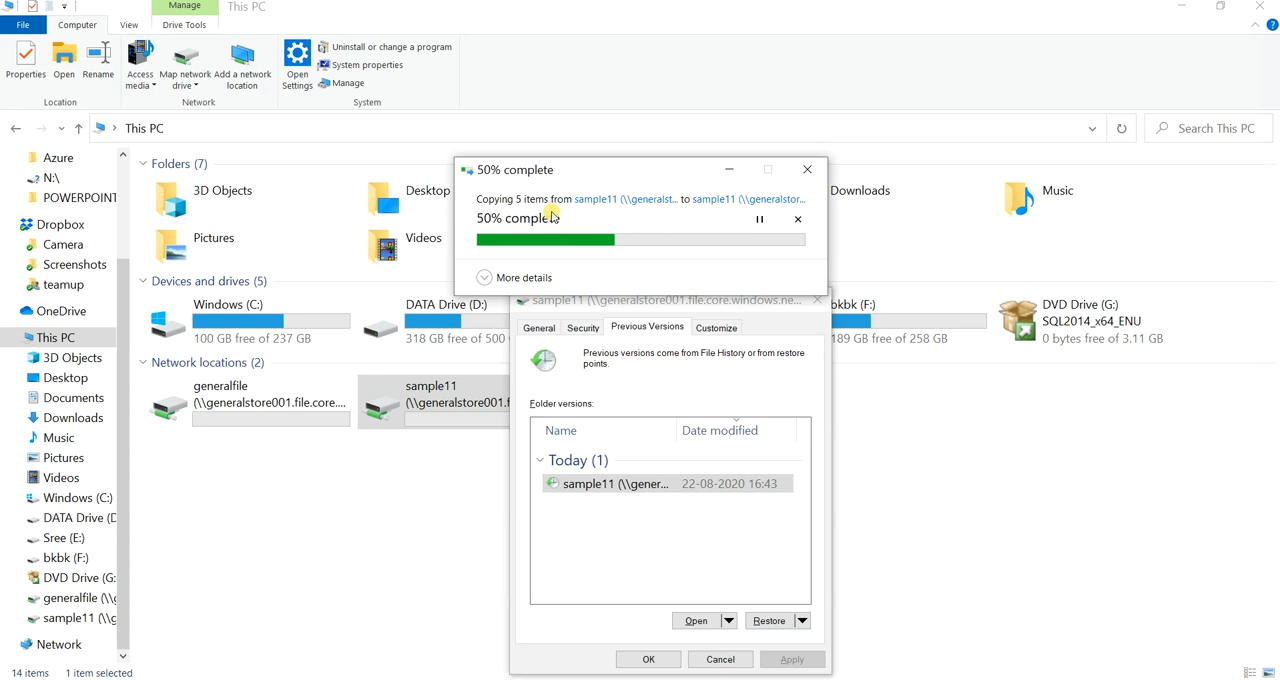 Manage
This PC
File
Computer
View
Drive Tools
Properties
Open
Rename
Access media
Map network drive
Add a network location
Open Settings
Uninstall or change a program
System properties
Manage
Location
Network
System
This PC
Search This PC
Azure
N:\
POWERPOINT
Dropbox
Camera
Screenshots
teamup
OneDrive
This PC
3D Objects
Desktop
Documents
Downloads
Music
Pictures
Videos
Windows (C:)
DATA Drive (D
Sree (E:)
bkbk (F:)
DVD Drive (G:
generalfile (\\g
sample11 (\\g
Network
Folders (7)
3D Objects
Desktop
Downloads
Music
Pictures
Videos
Devices and drives (5)
Windows (C:)
100 GB free of 237 GB
DATA Drive (D:)
318 GB free of 500
bkbk (F:)
189 GB free of 258 GB
DVD Drive (G:)
SQL2014_x64_ENU
0 bytes free of 3.11 GB
Network locations (2)
generalfile
(\\generalstore001.file.core....
sample11
(\\generalstore001.f
50% complete
Copying 5 items from sample11 (\\generalst... to sample11 (\\generalstor...
50% complete
More details
sample11 (\\generalstore001.file.core.windows.ne...
General
Security
Previous Versions
Customize
Previous versions come from File History or from restore
points.
Folder versions:
Name
Date modified
Today (1)
sample11 (\\gener...
22-08-2020 16:43
Open
Restore
OK
Cancel
Apply
14 items
1 item selected